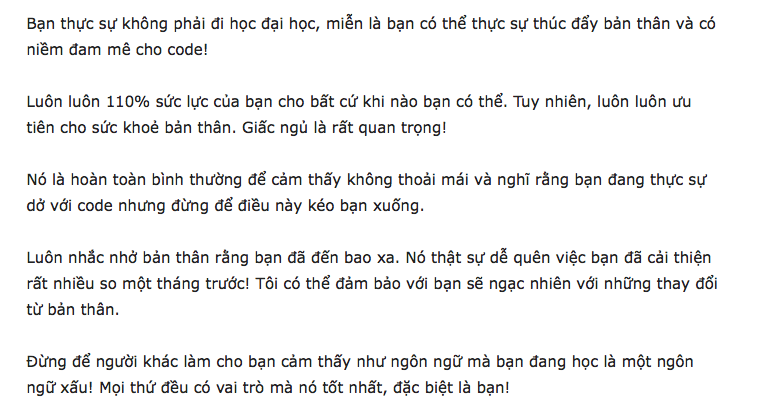 Bạn thực sự không phải đi học đại học, miễn là bạn có thể thực sự thúc đẩy bản thân và có
niềm đam mê cho code!
Luôn luôn 110% sức lực của bạn cho bất cứ khi nào bạn có thể. Tuy nhiên, luôn luôn ưu
tiên cho sức khoẻ bản thân. Giấc ngủ là rất quan trọng!
Nó là hoàn toàn bình thường để cảm thấy không thoải mái và nghĩ rằng bạn đang thực sự
dở với code nhưng đừng để điều này kéo bạn xuống.
Luôn nhắc nhở bản thân rằng bạn đã đến bao xa. Nó thật sự dễ quên việc bạn đã cải thiện
rất nhiều so một tháng trước! Tôi có thể đảm bảo với bạn sẽ ngạc nhiên với những thay đổi
từ bản thân.
Đừng để người khác làm cho bạn cảm thấy như ngôn ngữ mà bạn đang học là một ngôn
ngữ xấu! Mọi thứ đều có vai trò mà nó tốt nhất, đặc biệt là bạn!